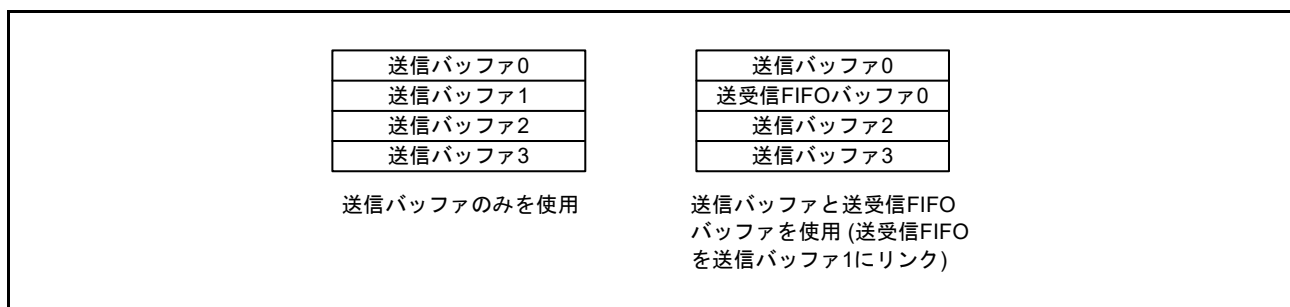 送信バッファ0
送信バッファ1
送信バッファ2
送信バッファ3
送信バッファのみを使用
送信バッファ0
送受信FIFOバッファ0
送信バッファ2
送信バッファ3
送信バッファと送受信FIFO
バッファを使用 (送受信FIFO
を送信バッファ1にリンク)